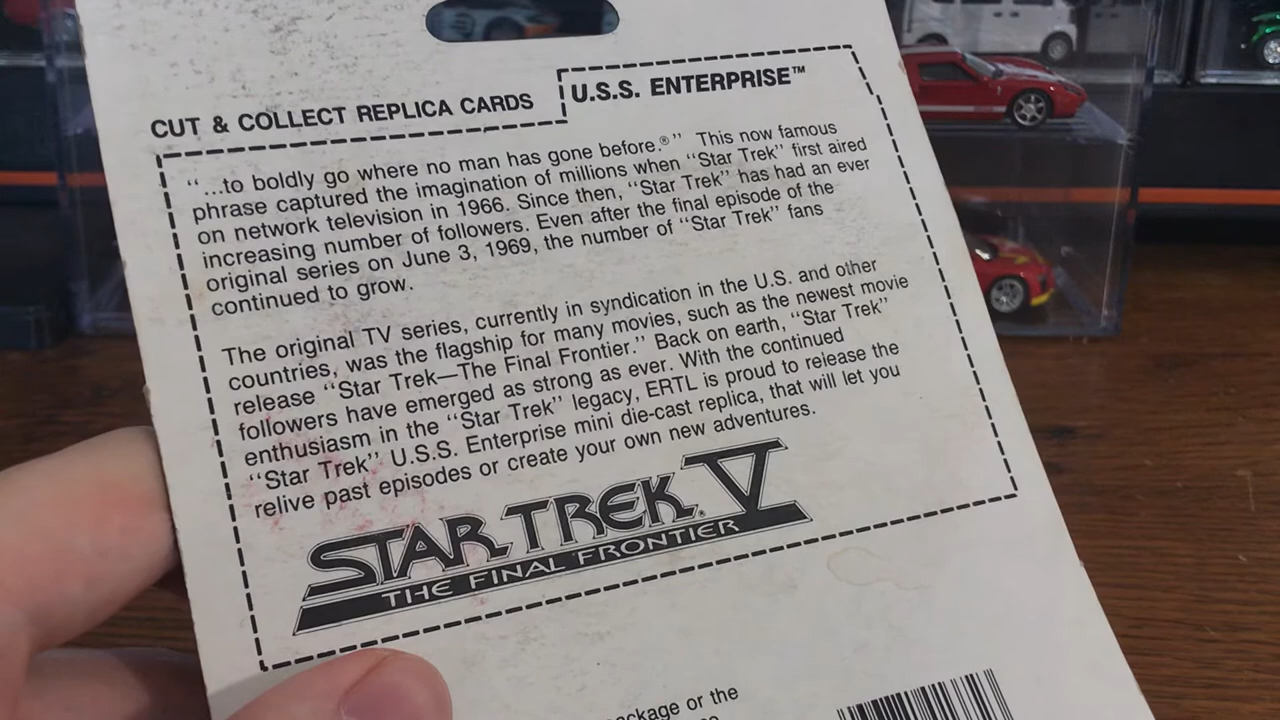 CUT & COLLECT REPLICA CARDS
U.S.S. ENTERPRISE™
“...to boldly go where no man has gone before.®” This now famous
phrase captured the imagination of millions when “Star Trek” first aired
on network television in 1966. Since then, “Star Trek” has had an ever
increasing number of followers. Even after the final episode of the
original series on June 3, 1969, the number of “Star Trek” fans
continued to grow.
The original TV series, currently in syndication in the U.S. and other
countries, was the flagship for many movies, such as the newest movie
release “Star Trek—The Final Frontier.” Back on earth, “Star Trek”
followers have emerged as strong as ever. With the continued
enthusiasm in the “Star Trek” legacy, ERTL is proud to release the
“Star Trek” U.S.S. Enterprise mini die-cast replica, that will let you
relive past episodes or create your own new adventures.
STAR TREK® V
THE FINAL FRONTIER
or the